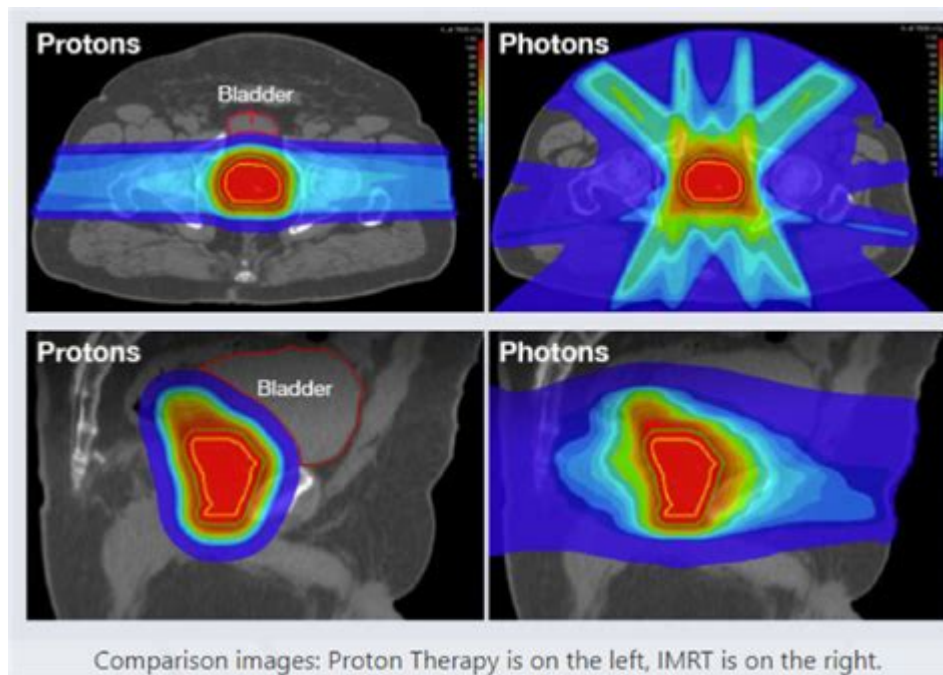 Protons
Bladder
Photons
Protons
Bladder
Photons
Comparison images: Proton Therapy is on the left, IMRT is on the right.